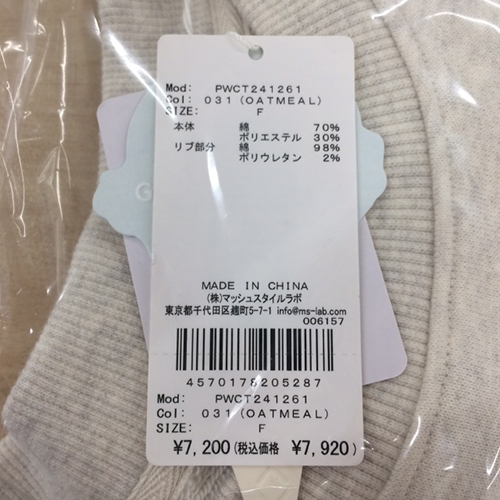 Mod: PWCT241261
Col: 031(OATMEAL)
SIZE: F
本体 綿 70%
ポリエステル 30%
リブ部分 綿 98%
ポリウレタン 2%
G
MADE IN CHINA
(株)マッシュスタイルラボ
東京都千代田区麹町5-7-1 info@ms-lab.com
006157
4570178205287
Mod: PWCT241261
Col: 031(OATMEAL)
SIZE: F
¥7,200(税込価格 ¥7,920)